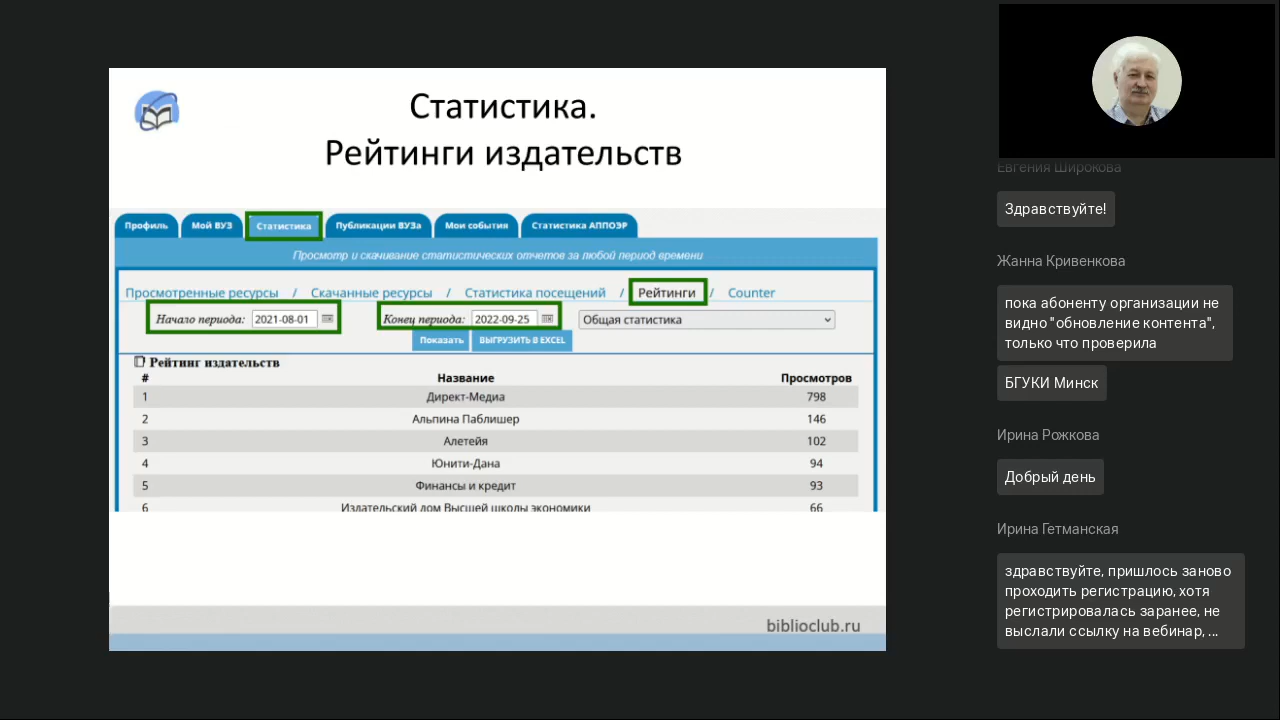 Статистика.
Рейтинги издательств
Профиль
Мой ВУЗ
Статистика
Публикации ВУЗа
Мои события
Статистика АППОЭР
Просмотр и скачивание статистических отчетов за любой период времени
Просмотренные ресурсы / Скачанные ресурсы / Статистика посещений / Рейтинги / Counter
Начало периода: 2021-08-01 Конец периода: 2022-09-25 Общая статистика
Показать ВЫГРУЗИТЬ В EXCEL
Рейтинг издательств
# Название Просмотров
1 Директ-Медиа 798
2 Альпина Паблишер 146
3 Алетейя 102
4 Юнити-Дана 94
5 Финансы и кредит 93
6 Издательский дом Высшей школы экономики 66
biblioclub.ru
Евгения Широкова
Здравствуйте!
Жанна Кривенкова
пока абоненту организации не
видно "обновление контента",
только что проверила
БГУКИ Минск
Ирина Рожкова
Добрый день
Ирина Гетманская
здравствуйте, пришлось заново
проходить регистрацию, хотя
регистрировалась заранее, не
выслали ссылку на вебинар, ...